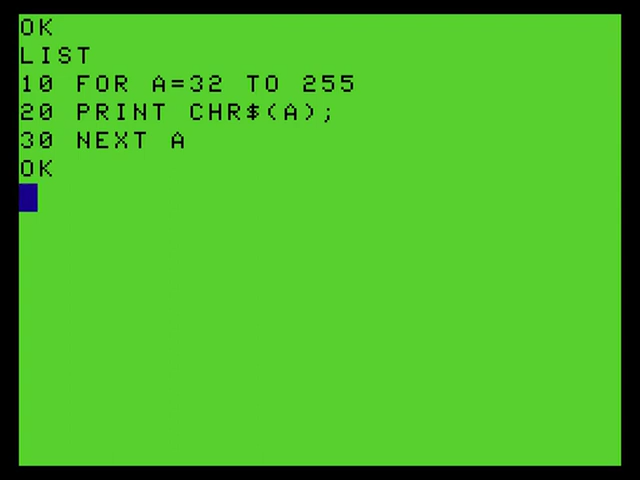 OK
LIST
10 FOR A=32 TO 255
20 PRINT CHR$(A);
30 NEXT A
OK